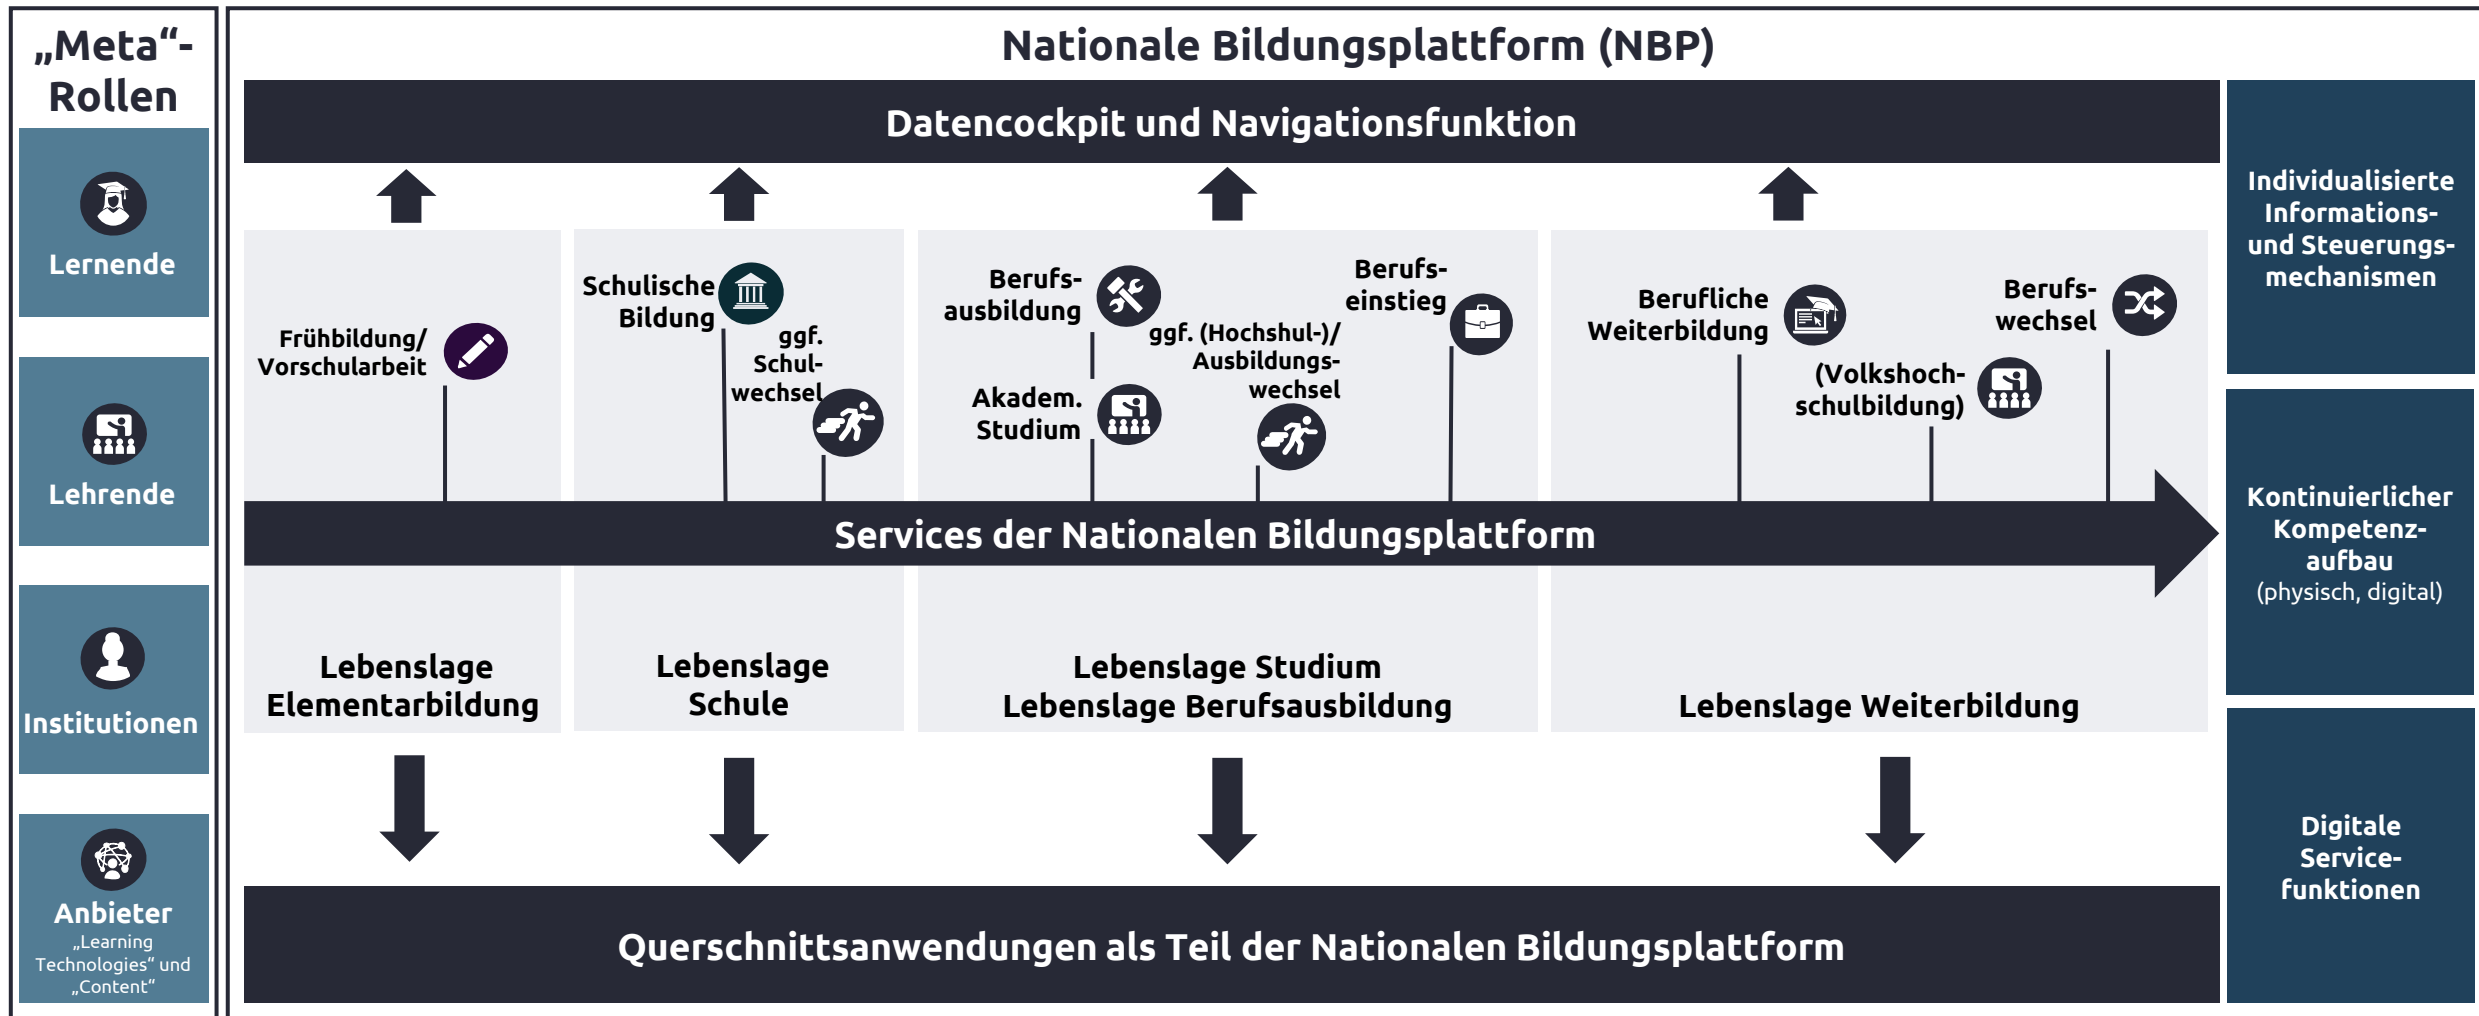 „Meta“-
Rollen
Lernende
Lehrende
Institutionen
Anbieter
„Learning
Technologies“ und
„Content“
Nationale Bildungsplattform (NBP)
Datencockpit und Navigationsfunktion
Frühbildung/
Vorschularbeit
Schulische
Bildung
ggf.
Schul-
wechsel
Berufs-
ausbildung
Akadem.
Studium
ggf. (Hochshul-)/
Ausbildungs-
wechsel
Berufs-
einstieg
Berufliche
Weiterbildung
(Volkshoch-
schulbildung)
Berufs-
wechsel
Services der Nationalen Bildungsplattform
Lebenslage
Elementarbildung
Lebenslage
Schule
Lebenslage Studium
Lebenslage Berufsausbildung
Lebenslage Weiterbildung
Querschnittsanwendungen als Teil der Nationalen Bildungsplattform
Individualisierte
Informations-
und Steuerungs-
mechanismen
Kontinuierlicher
Kompetenz-
aufbau
(physisch, digital)
Digitale
Service-
funktionen